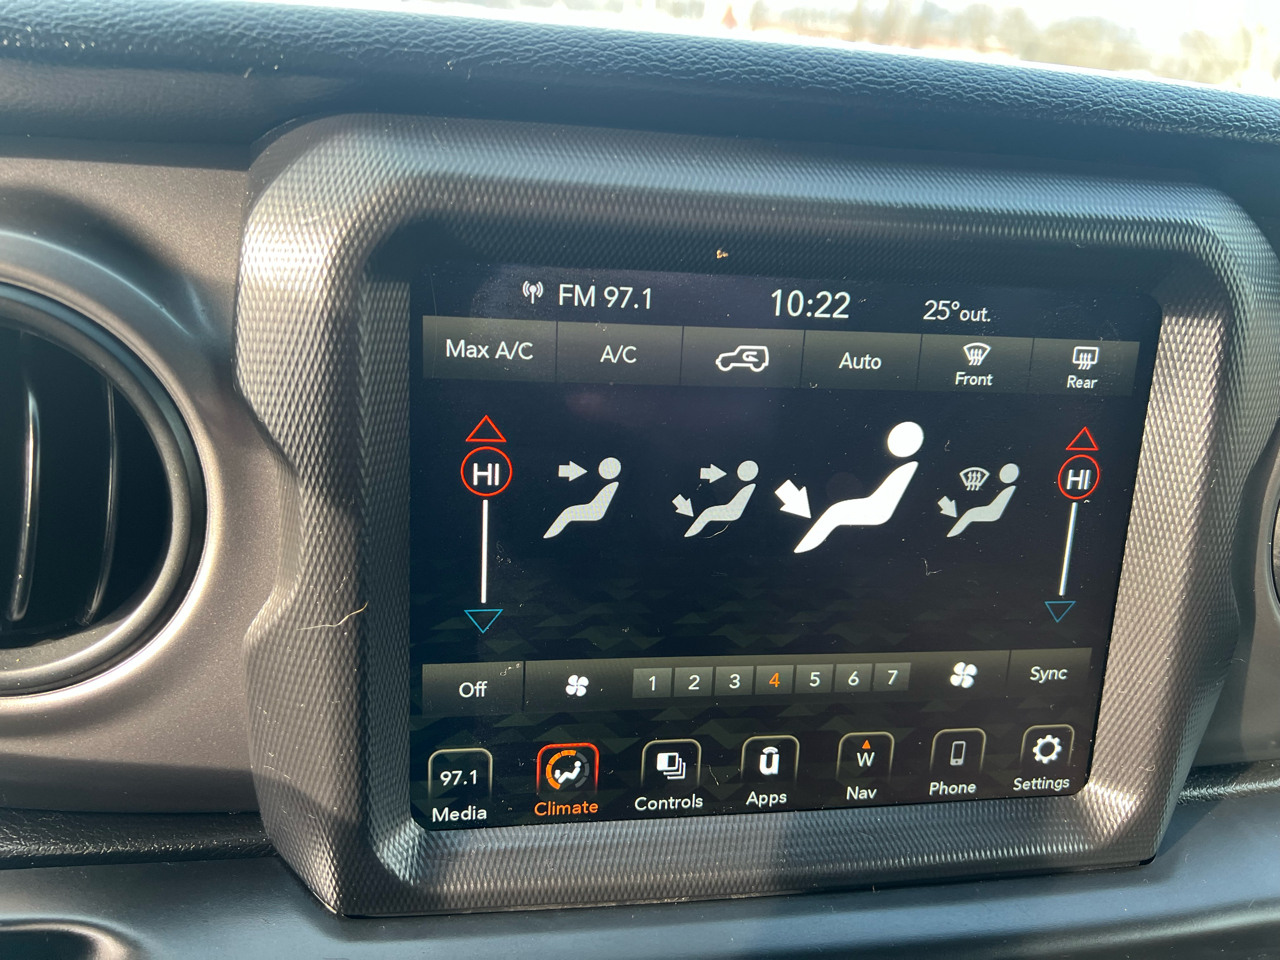 FM 97.1 10:22 25°out.
Max A/C A/C Auto Front Rear
HI HI
Off 1 2 3 4 5 6 7 Sync
97.1 u W
Media Climate Controls Apps Nav Phone Settings